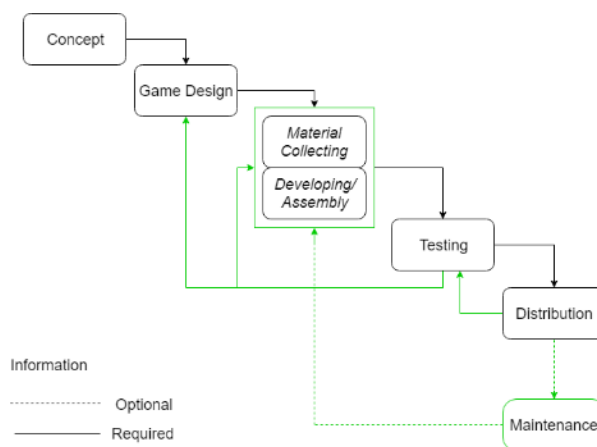 Concept
Game Design
Material
Collecting
Developing/
Assembly
Testing
Distribution
Information
Optional
Maintenance
Required